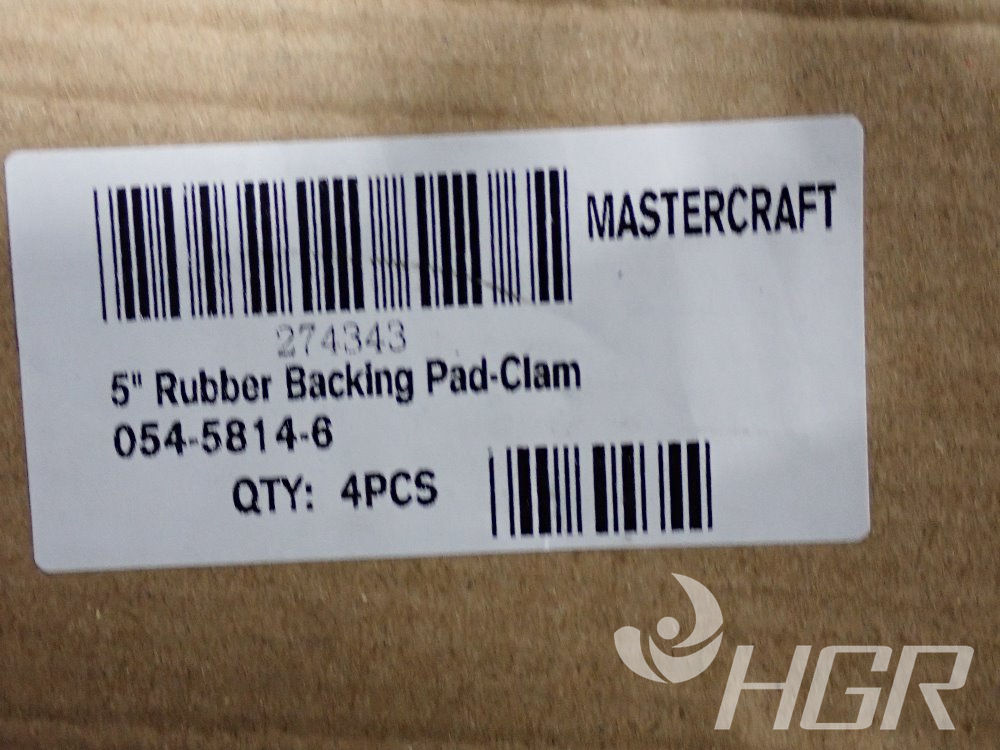 MASTERCRAFT
274343
5" Rubber Backing Pad-Clam
054-5814-6
QTY: 4PCS
HGR